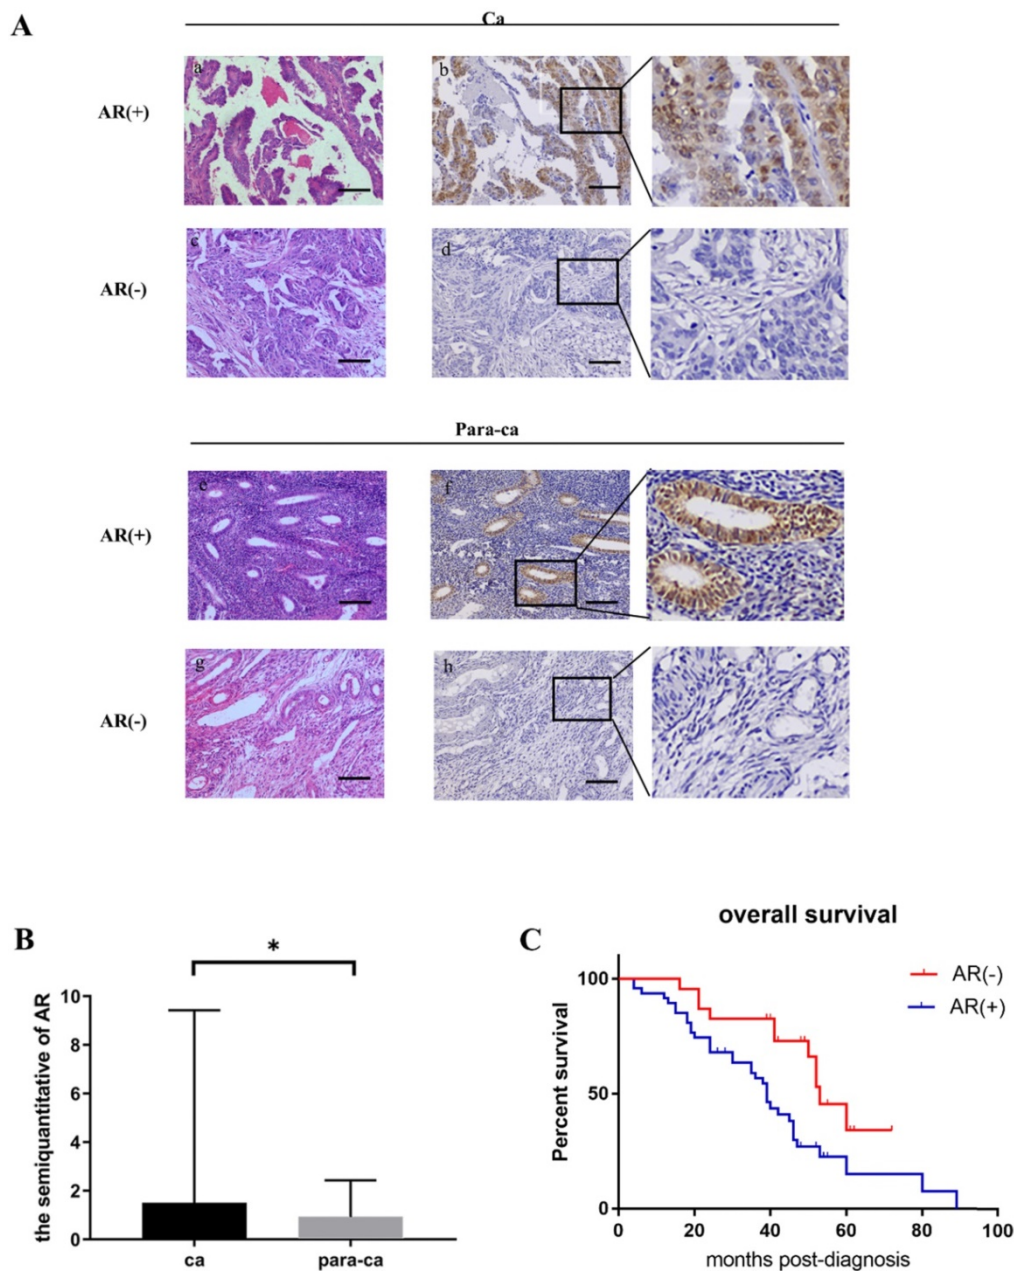 A
Ca
AR(+)
a
b
AR(-)
c
d
Para-ca
AR(+)
e
f
AR(-)
g
h
B
*
the semiquantitative of AR
10
8
6
4
2
0
ca
para-ca
C
overall survival
AR(-)
AR(+)
Percent survival
100
50
0
0
20
40
60
80
100
months post-diagnosis